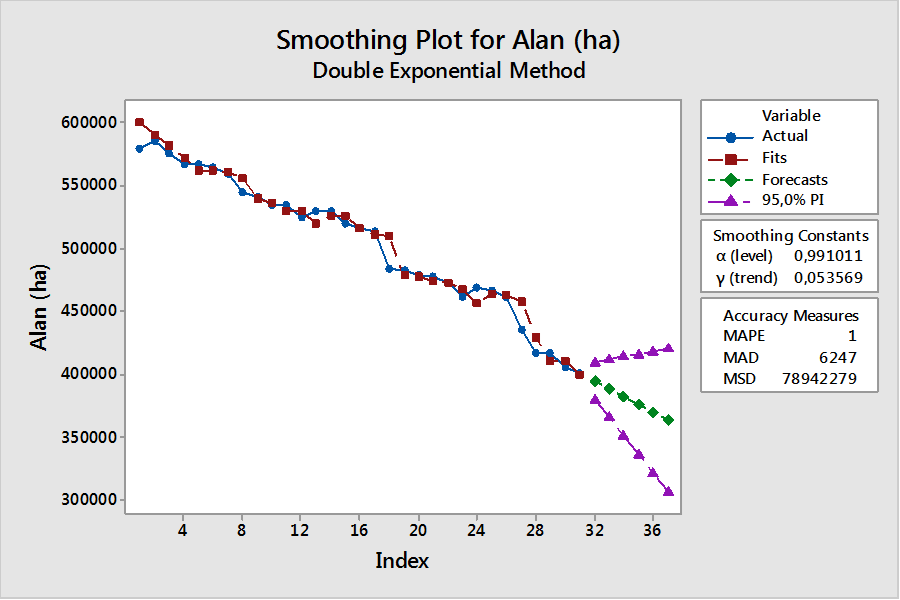 Smoothing Plot for Alan (ha)
Double Exponential Method
Alan (ha)
600000
550000
500000
450000
400000
350000
300000
4 8 12 16 20 24 28 32 36
Index
Variable
Actual
Fits
Forecasts
95,0% PI
Smoothing Constants
α (level) 0,991011
γ (trend) 0,053569
Accuracy Measures
MAPE 1
MAD 6247
MSD 78942279